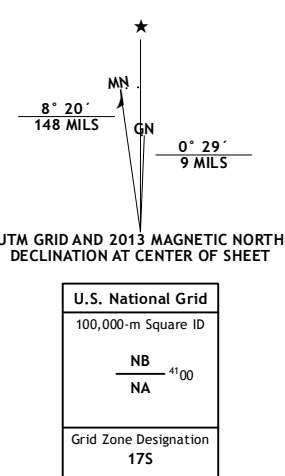 ★
MN
8° 20´
148 MILS
GN
0° 29´
9 MILS
UTM GRID AND 2013 MAGNETIC NORTH
DECLINATION AT CENTER OF SHEET
U.S. National Grid
100,000-m Square ID
NB
4100
NA
Grid Zone Designation
17S